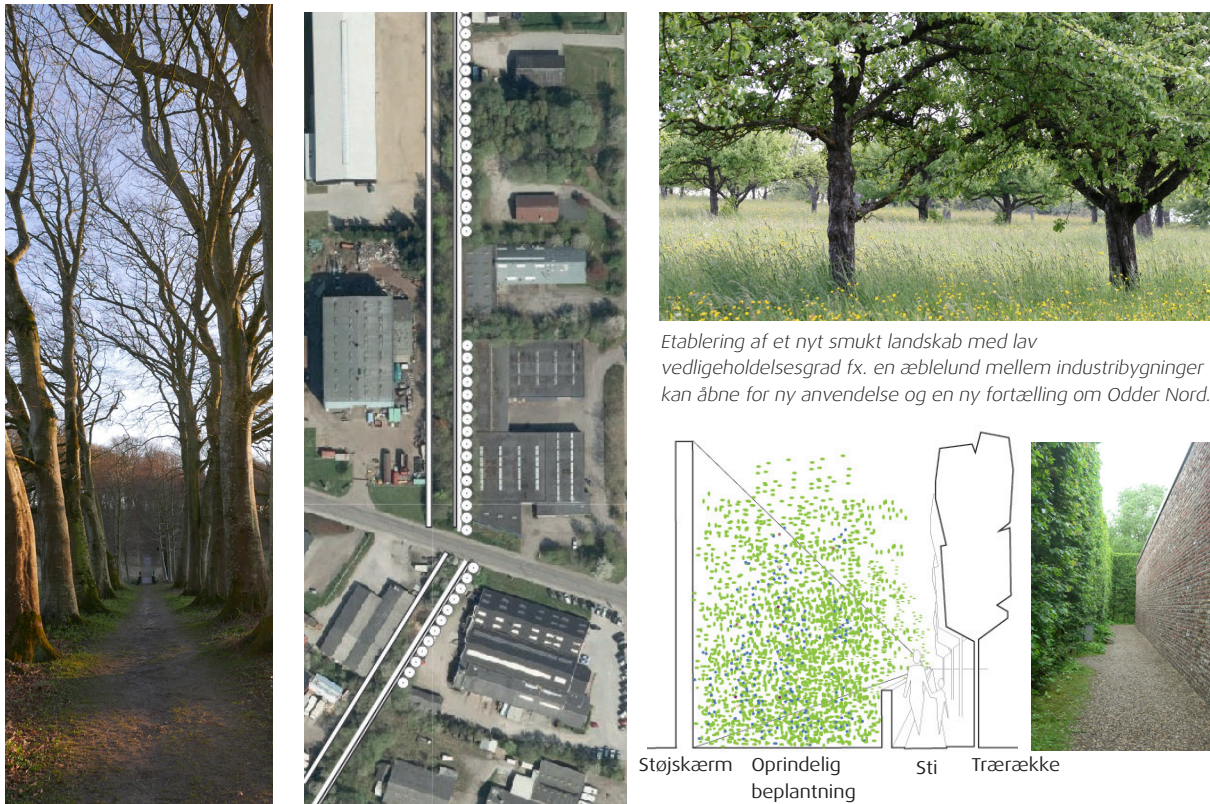 Etablering af et nyt smukt landskab med lav
vedligeholdelsesgrad fx. en æblelund mellem industribygninger
kan åbne for ny anvendelse og en ny fortælling om Odder Nord.
Støjskærm Oprindelig beplantning Sti Trærække